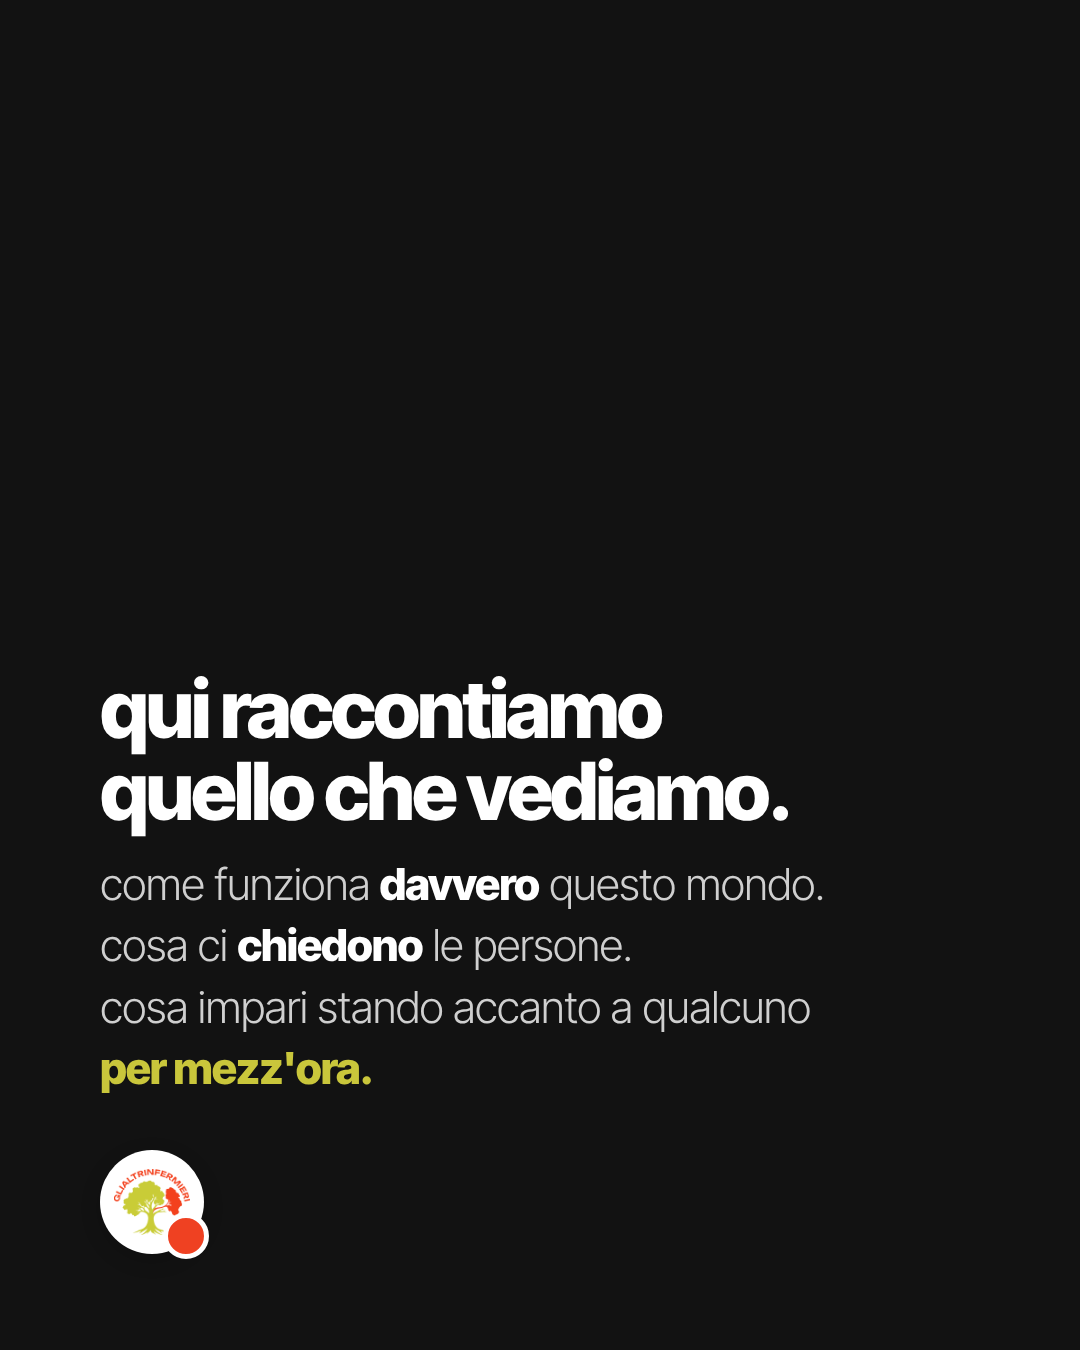 qui raccontiamo
quello che vediamo.
come funziona davvero questo mondo.
cosa ci chiedono le persone.
cosa impari stando accanto a qualcuno
per mezz'ora.
GLIALTRINFERMIERI